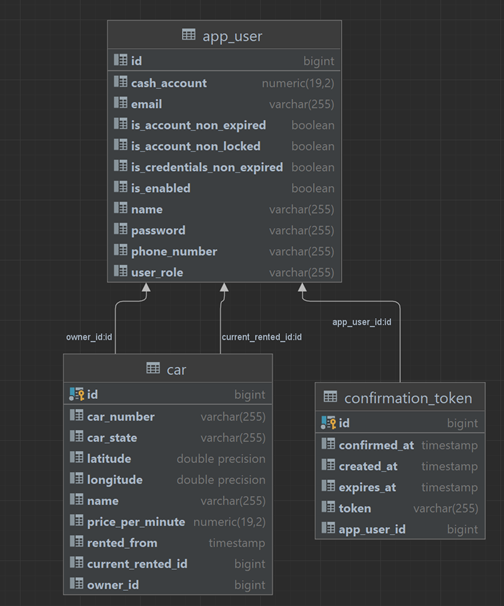 app_user
id bigint
cash_account numeric(19,2)
email varchar(255)
is_account_non_expired boolean
is_account_non_locked boolean
is_credentials_non_expired boolean
is_enabled boolean
name varchar(255)
password varchar(255)
phone_number varchar(255)
user_role varchar(255)
owner_id:id
current_rented_id:id
app_user_id:id
car
id bigint
car_number varchar(255)
car_state varchar(255)
latitude double precision
longitude double precision
name varchar(255)
price_per_minute numeric(19,2)
rented_from timestamp
current_rented_id bigint
owner_id bigint
confirmation_token
id bigint
confirmed_at timestamp
created_at timestamp
expires_at timestamp
token varchar(255)
app_user_id bigint